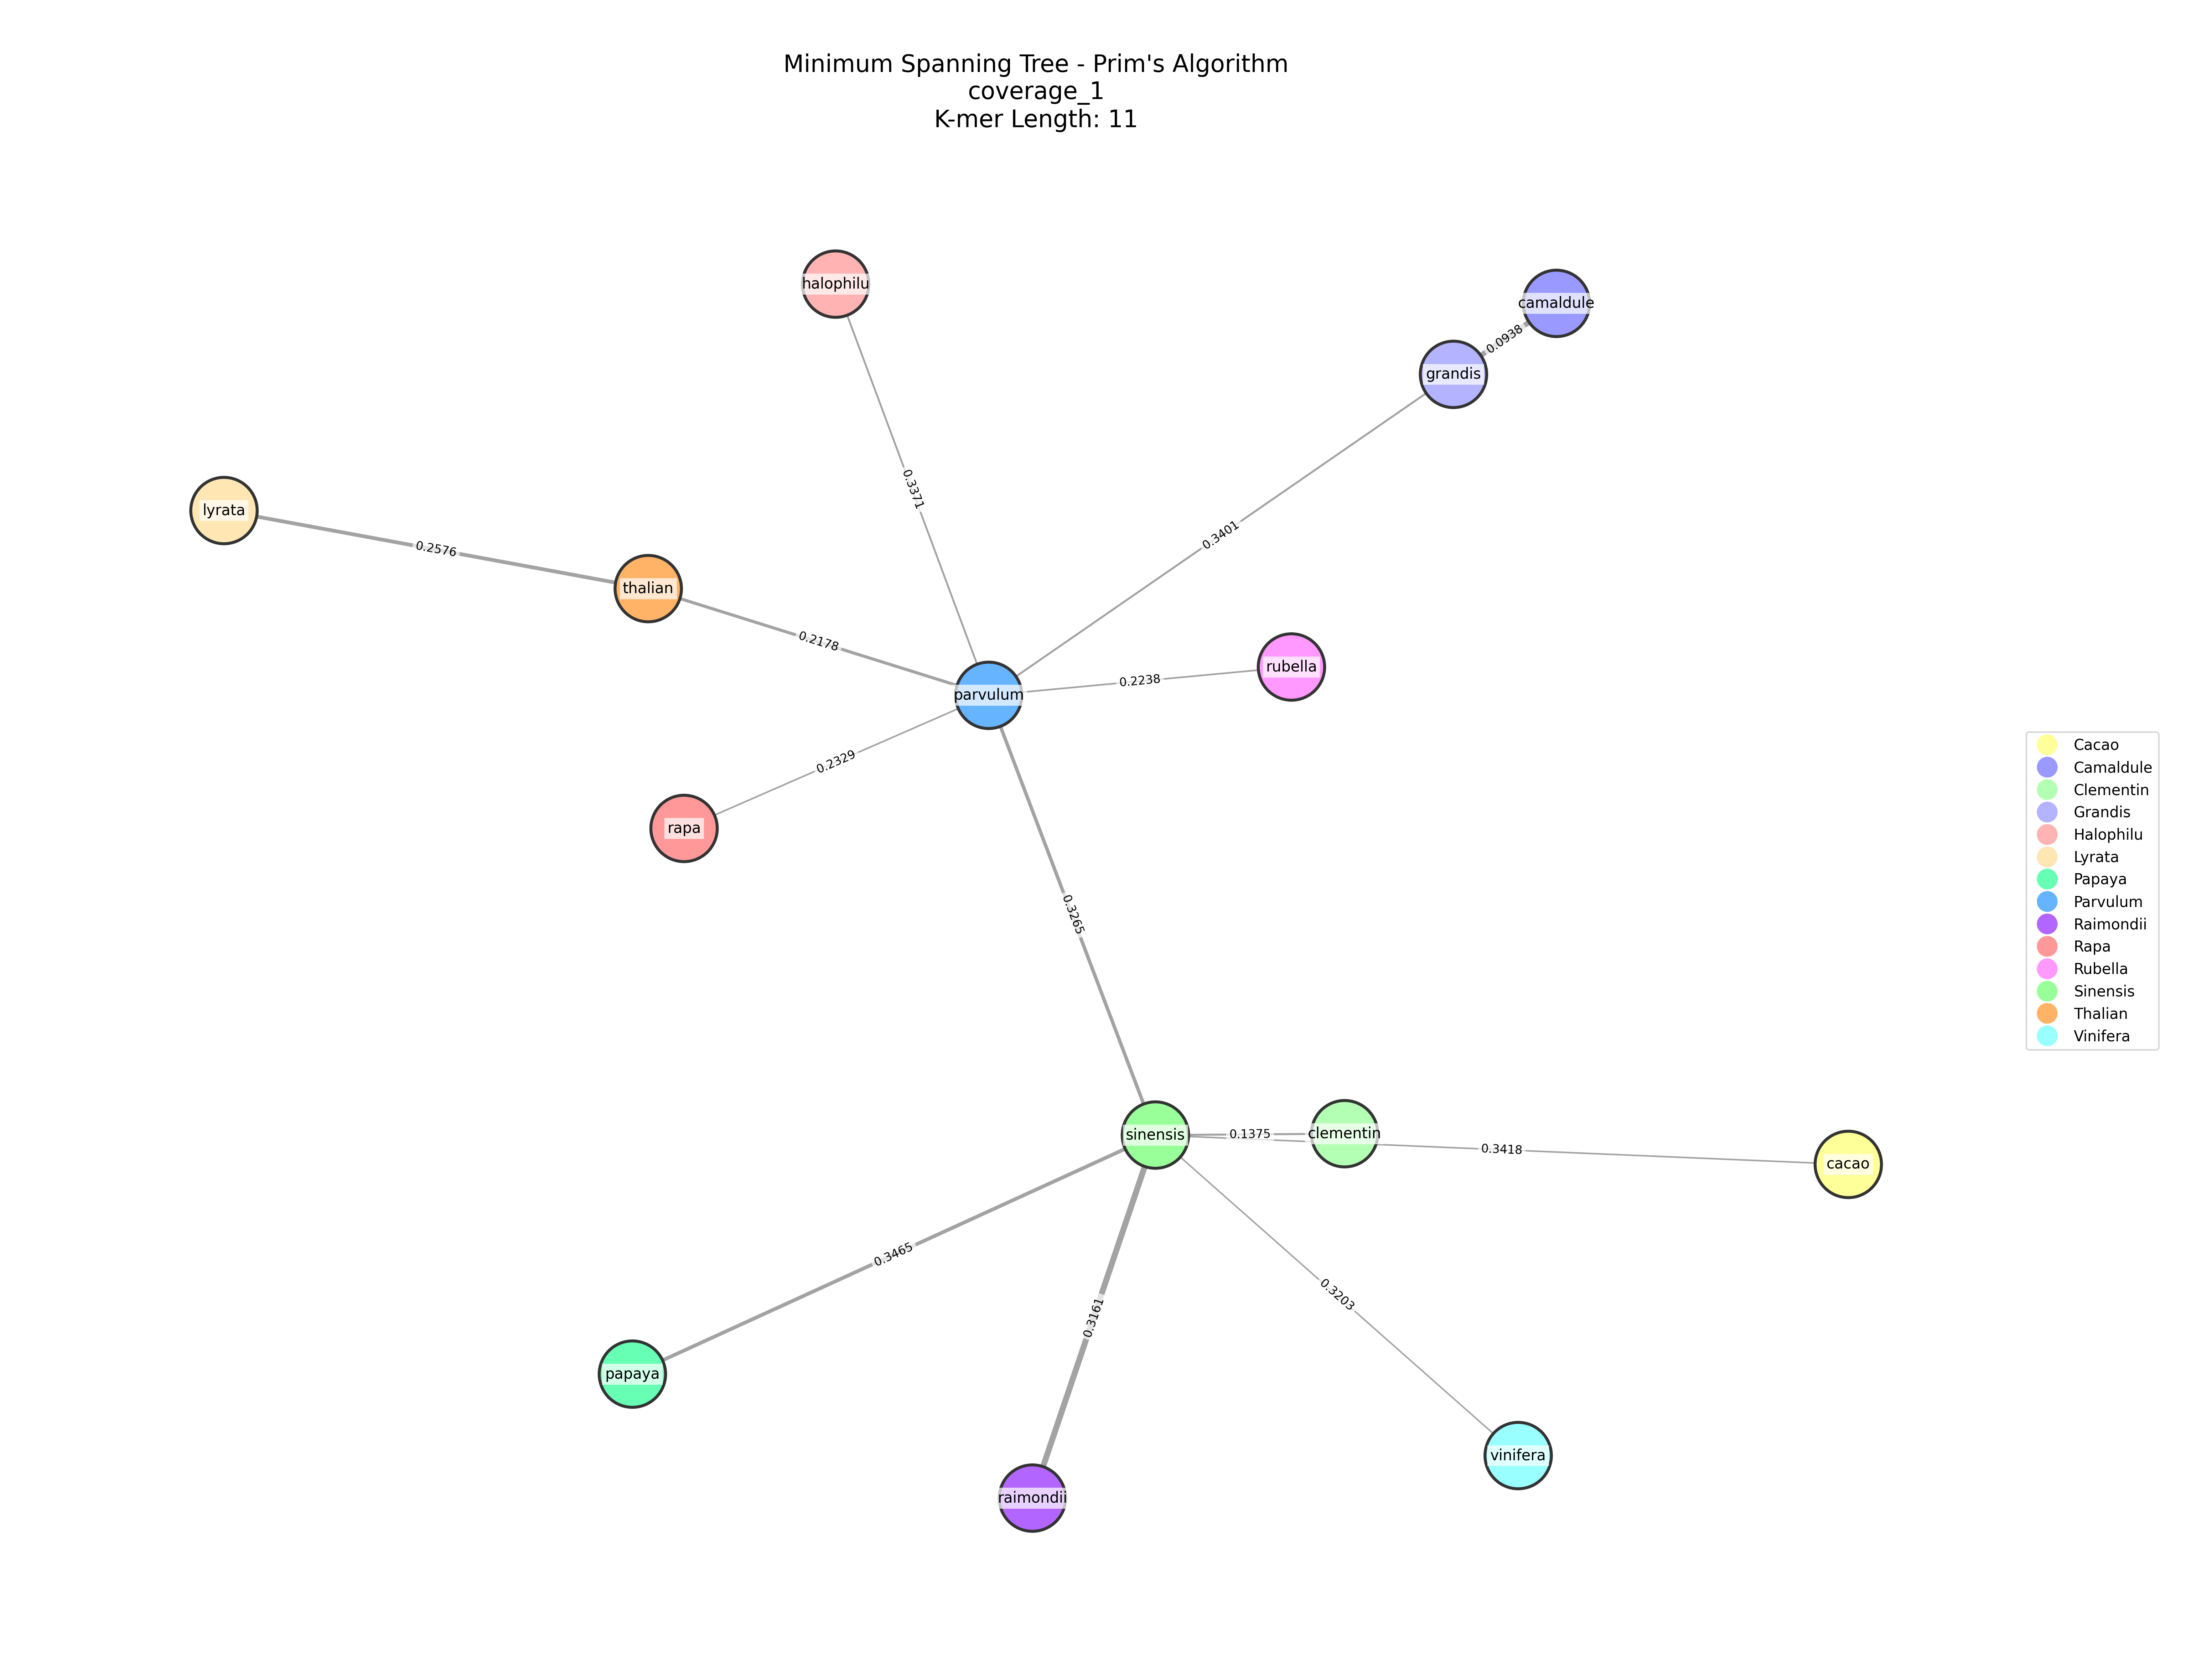 Minimum Spanning Tree - Prim's Algorithm
coverage_1
K-mer Length: 11
halophilu
camaldule
0.0938
grandis
0.3371
lyrata
0.3401
0.2576
thalian
0.2178
rubella
0.2238
parvulum
0.2329
rapa
0.3265
sinensis
0.1375
clementin
0.3418
cacao
0.3465
0.3203
0.3161
papaya
vinifera
raimondii
Cacao
Camaldule
Clementin
Grandis
Halophilu
Lyrata
Papaya
Parvulum
Raimondii
Rapa
Rubella
Sinensis
Thalian
Vinifera